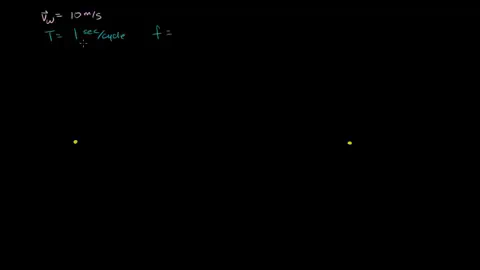 v⃗w = 10 m/s
T = 1 sec/cycle f =